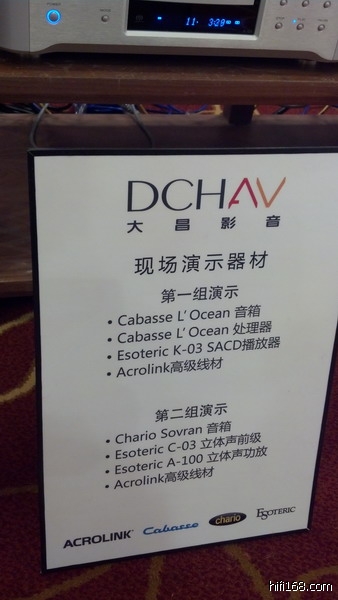 11 3:29
DCHAV
大昌影音
现场演示器材
第一组演示
• Cabasse L' Ocean 音箱
• Cabasse L' Ocean 处理器
• Esoteric K-03 SACD播放器
• Acrolink高级线材
第二组演示
• Chario Sovran 音箱
• Esoteric C-03 立体声前级
• Esoteric A-100 立体声功放
• Acrolink高级线材
ACROLINK Cabasse chario ESOTERIC
hifi168.com